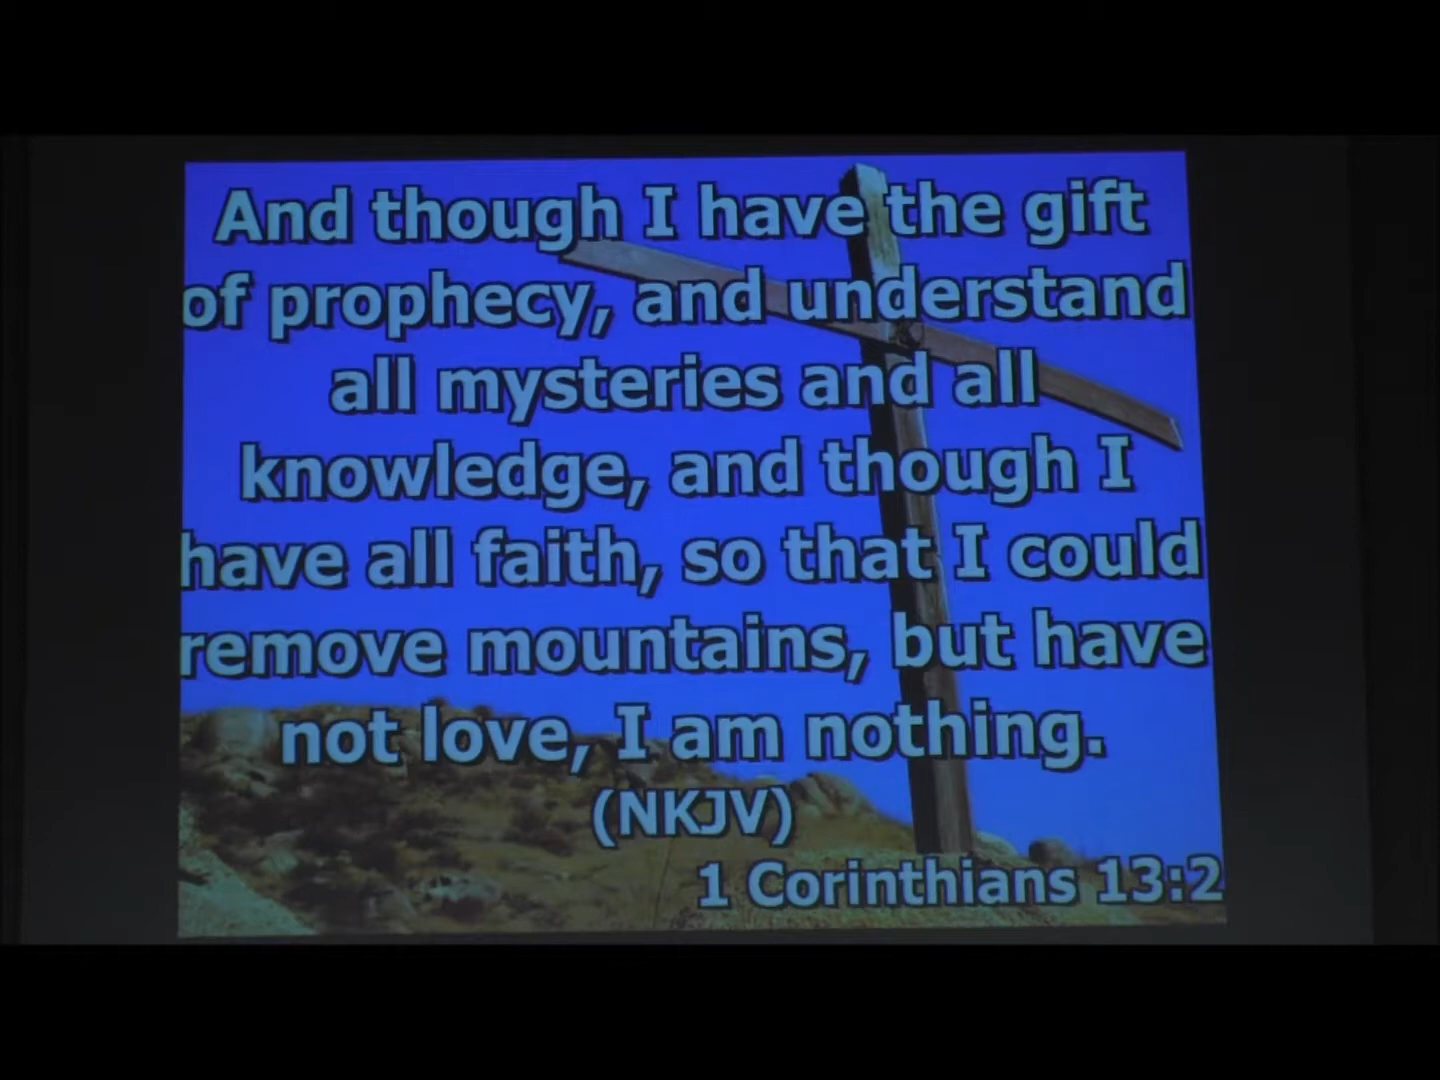 And though I have the gift
of prophecy, and understand
all mysteries and all
knowledge, and though I
have all faith, so that I could
remove mountains, but have
not love, I am nothing.
(NKJV)
1 Corinthians 13:2